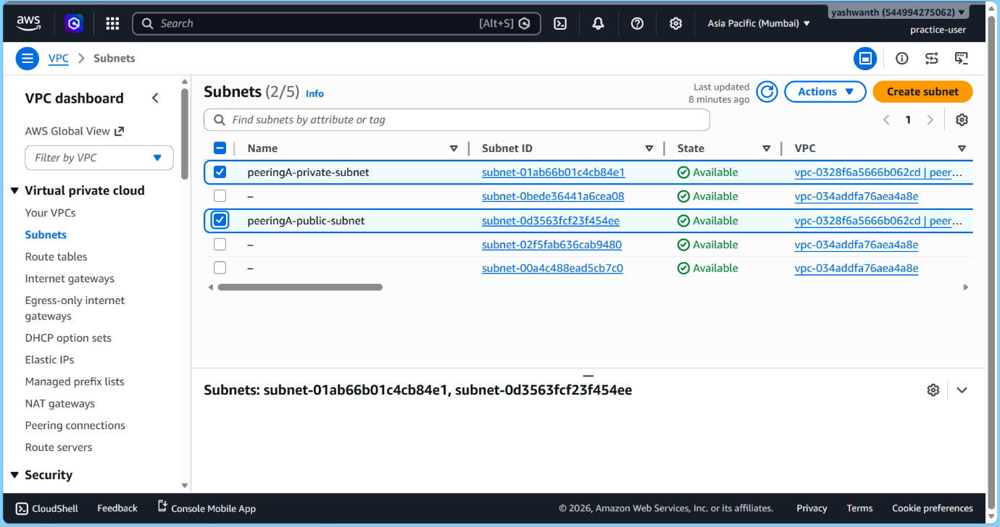 aws
Search [Alt+S]
Asia Pacific (Mumbai)
yashwanth (544994275062)
practice-user
VPC
Subnets
VPC dashboard
AWS Global View
Filter by VPC
Virtual private cloud
Your VPCs
Subnets
Route tables
Internet gateways
Egress-only internet
gateways
DHCP option sets
Elastic IPs
Managed prefix lists
NAT gateways
Peering connections
Route servers
Security
Subnets (2/5) Info
Last updated
8 minutes ago
Actions
Create subnet
Find subnets by attribute or tag
1
Name Subnet ID State VPC
peeringA-private-subnet subnet-01ab66b01c4cb84e1 Available vpc-0328f6a5666b062cd | peer...
– subnet-0bede36441a6cea08 Available vpc-034addfa76aea4a8e
peeringA-public-subnet subnet-0d3563fcf23f454ee Available vpc-0328f6a5666b062cd | peer...
– subnet-02f5fab636cab9480 Available vpc-034addfa76aea4a8e
– subnet-00a4c488ead5cb7c0 Available vpc-034addfa76aea4a8e
Subnets: subnet-01ab66b01c4cb84e1, subnet-0d3563fcf23f454ee
CloudShell Feedback Console Mobile App © 2026, Amazon Web Services, Inc. or its affiliates. Privacy Terms Cookie preferences